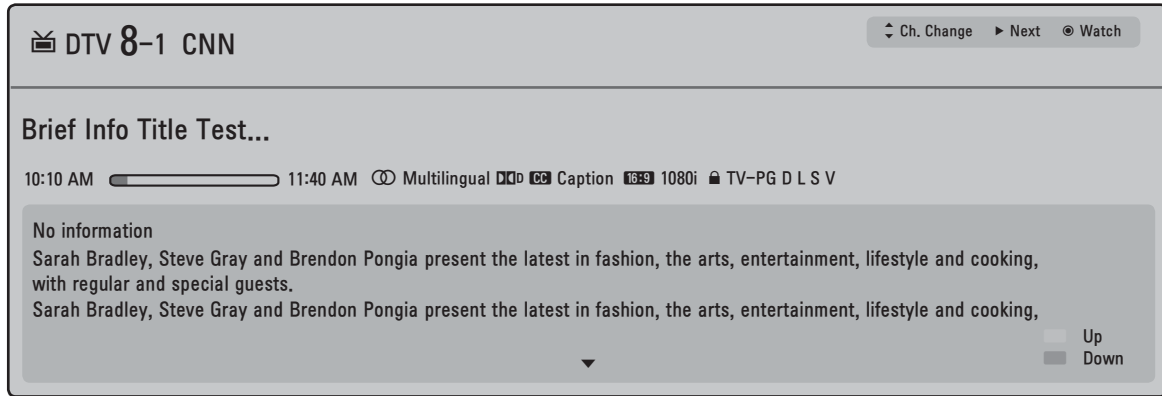 DTV 8-1 CNN
Ch. Change Next Watch
Brief Info Title Test...
10:10 AM 11:40 AM Multilingual DD D CC Caption 16:9 1080i TV-PG D L S V
No information
Sarah Bradley, Steve Gray and Brendon Pongia present the latest in fashion, the arts, entertainment, lifestyle and cooking,
with regular and special guests.
Sarah Bradley, Steve Gray and Brendon Pongia present the latest in fashion, the arts, entertainment, lifestyle and cooking,
Up
Down